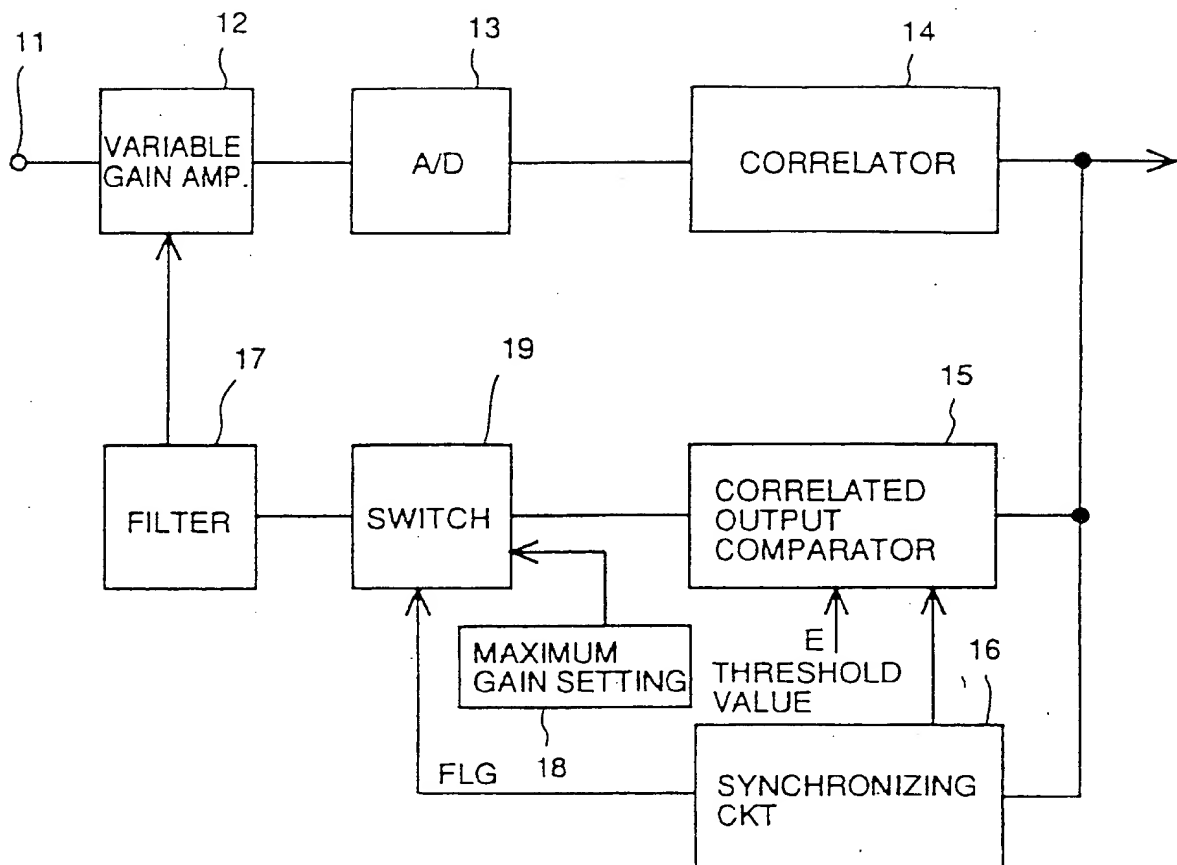 11
12
13
14
VARIABLE
GAIN AMP.
A/D
CORRELATOR
17
19
15
FILTER
SWITCH
CORRELATED
OUTPUT
COMPARATOR
E
THRESHOLD
VALUE
16
MAXIMUM
GAIN SETTING
18
FLG
SYNCHRONIZING
CKT